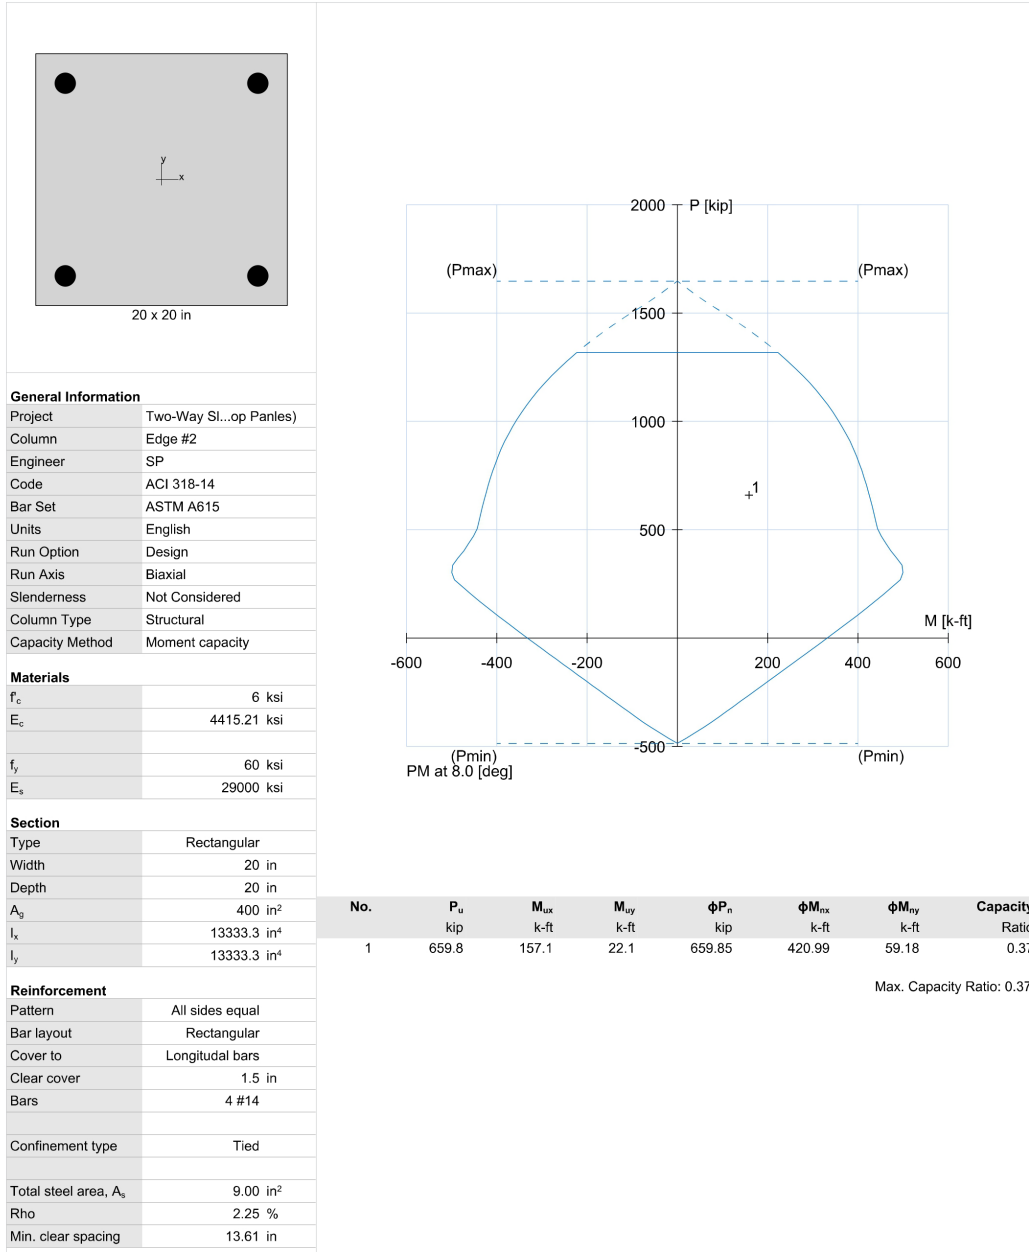 y
x
20 x 20 in
General Information
Project Two-Way Sl...op Panles)
Column Edge #2
Engineer SP
Code ACI 318-14
Bar Set ASTM A615
Units English
Run Option Design
Run Axis Biaxial
Slenderness Not Considered
Column Type Structural
Capacity Method Moment capacity
Materials
f'c 6 ksi
Ec 4415.21 ksi
fy 60 ksi
Es 29000 ksi
Section
Type Rectangular
Width 20 in
Depth 20 in
Ag 400 in²
Ix 13333.3 in⁴
Iy 13333.3 in⁴
Reinforcement
Pattern All sides equal
Bar layout Rectangular
Cover to Longitudal bars
Clear cover 1.5 in
Bars 4 #14
Confinement type Tied
Total steel area, As 9.00 in²
Rho 2.25 %
Min. clear spacing 13.61 in
2000 P [kip]
(Pmax) (Pmax)
1500
1000
1
500
M [k-ft]
-600 -400 -200 200 400 600
-500
(Pmin) (Pmin)
PM at 8.0 [deg]
No. Pu Mux Muy ϕPn ϕMnx ϕMny Capacity
kip k-ft k-ft kip k-ft k-ft Ratio
1 659.8 157.1 22.1 659.85 420.99 59.18 0.37
Max. Capacity Ratio: 0.37